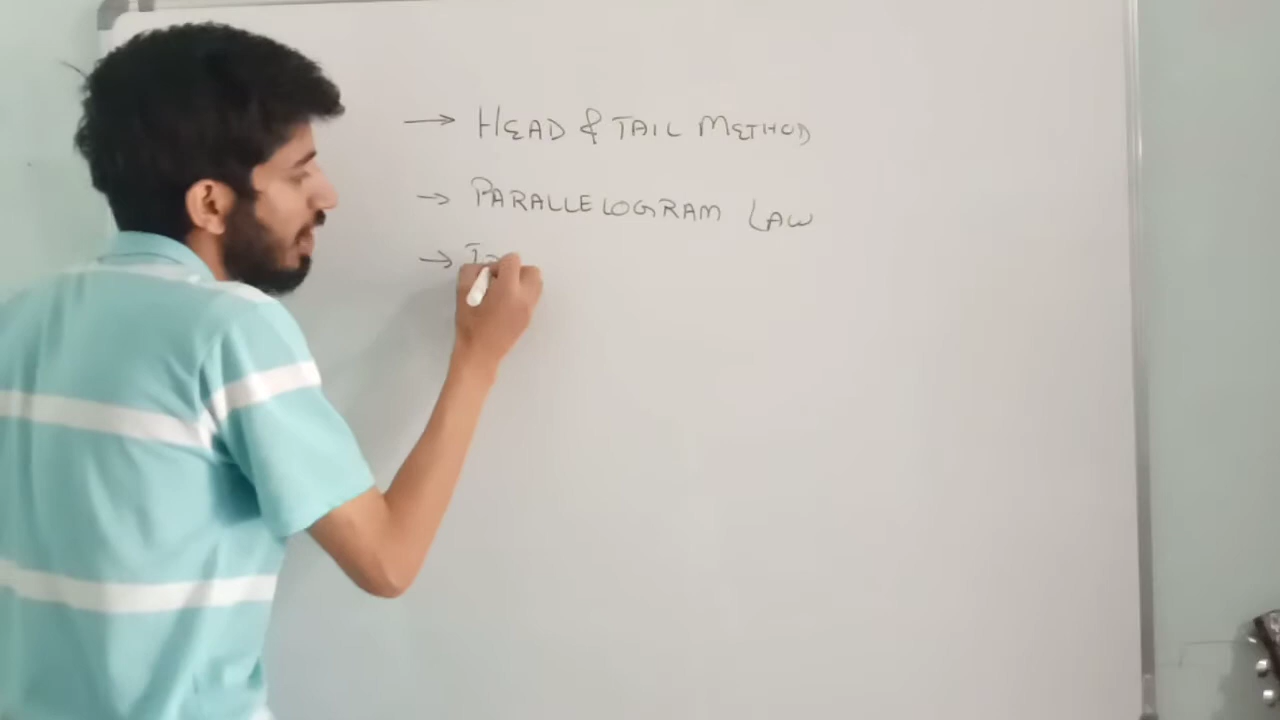 → HEAD & TAIL METHOD
→ PARALLELOGRAM LAW
→